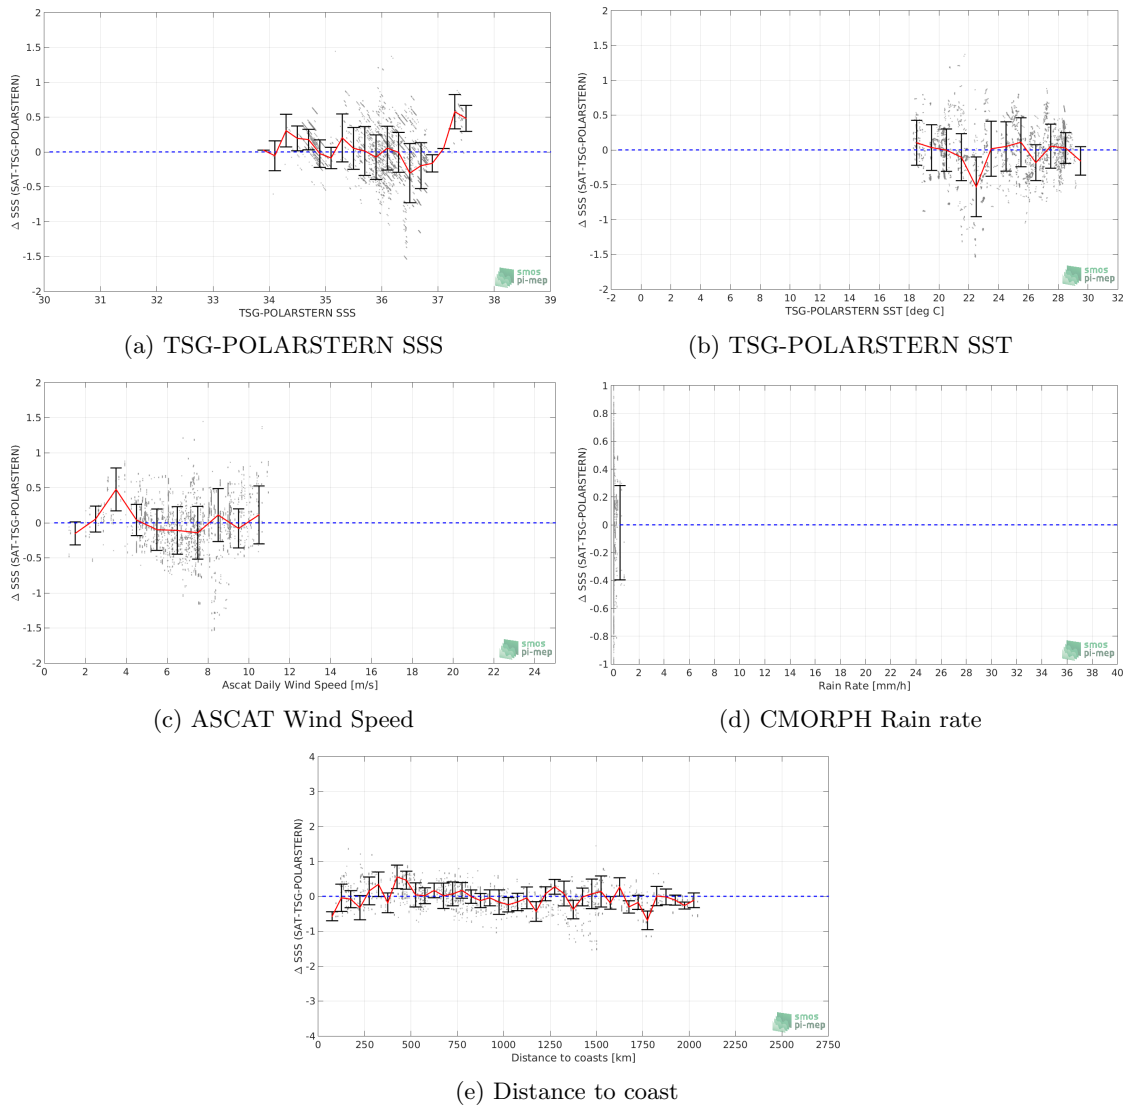 2
1.5
1
0.5
0
-0.5
-1
-1.5
-2
Δ SSS (SAT-TSG-POLARSTERN)
30 31 32 33 34 35 36 37 38 39
TSG-POLARSTERN SSS
smos
pi-mep
(a) TSG-POLARSTERN SSS
2
1.5
1
0.5
0
-0.5
-1
-1.5
-2
Δ SSS (SAT-TSG-POLARSTERN)
-2 0 2 4 6 8 10 12 14 16 18 20 22 24 26 28 30 32
TSG-POLARSTERN SST [deg C]
smos
pi-mep
(b) TSG-POLARSTERN SST
2
1.5
1
0.5
0
-0.5
-1
-1.5
-2
Δ SSS (SAT-TSG-POLARSTERN)
0 2 4 6 8 10 12 14 16 18 20 22 24
Ascat Daily Wind Speed [m/s]
smos
pi-mep
(c) ASCAT Wind Speed
1
0.8
0.6
0.4
0.2
0
-0.2
-0.4
-0.6
-0.8
-1
Δ SSS (SAT-TSG-POLARSTERN)
0 2 4 6 8 10 12 14 16 18 20 22 24 26 28 30 32 34 36 38 40
Rain Rate [mm/h]
smos
pi-mep
(d) CMORPH Rain rate
4
3
2
1
0
-1
-2
-3
-4
Δ SSS (SAT-TSG-POLARSTERN)
0 250 500 750 1000 1250 1500 1750 2000 2250 2500 2750
Distance to coasts [km]
smos
pi-mep
(e) Distance to coast